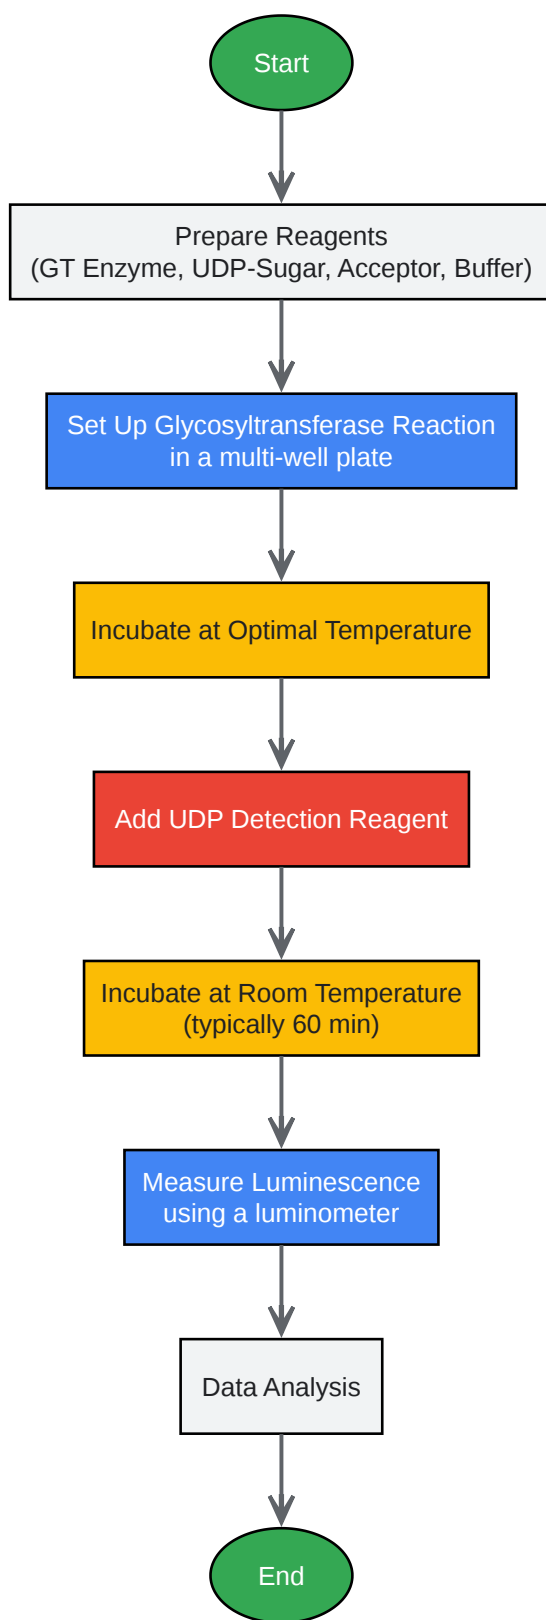 Start
Prepare Reagents
(GT Enzyme, UDP-Sugar, Acceptor, Buffer)
Set Up Glycosyltransferase Reaction
in a multi-well plate
Incubate at Optimal Temperature
Add UDP Detection Reagent
Incubate at Room Temperature
(typically 60 min)
Measure Luminescence
using a luminometer
Data Analysis
End